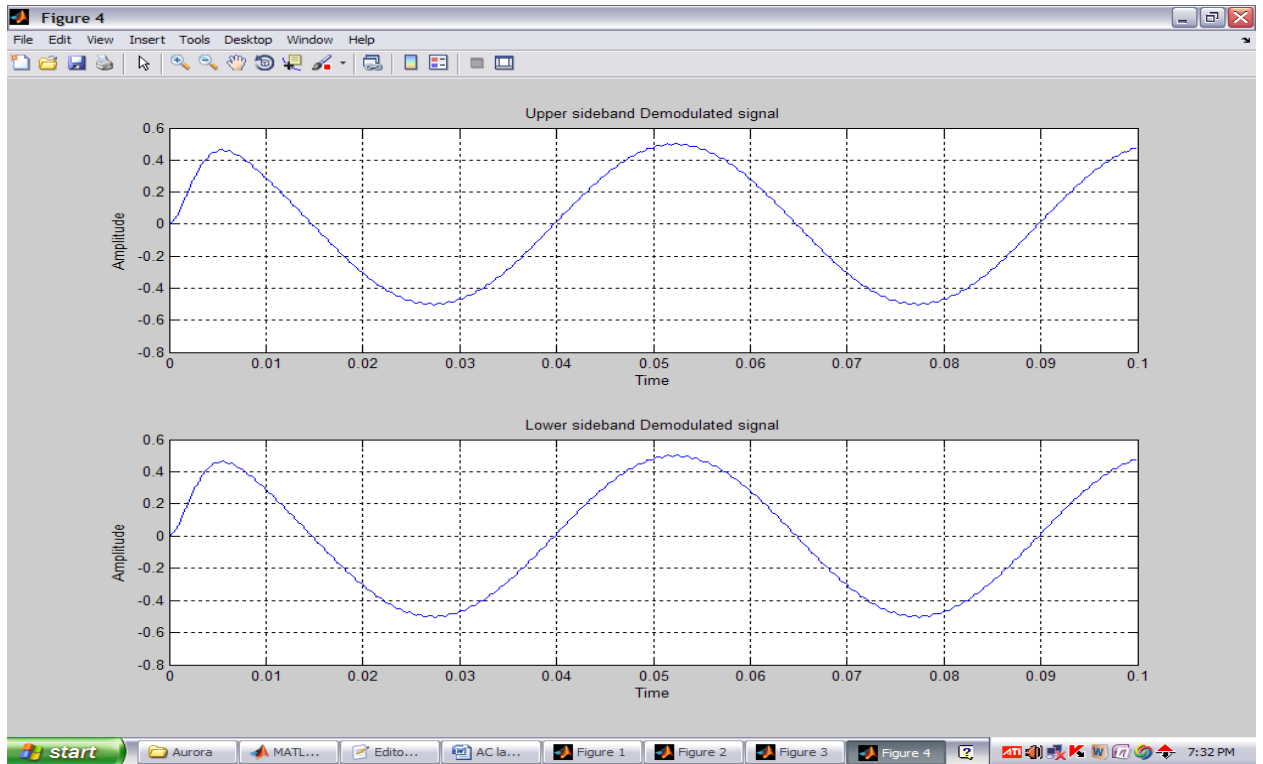 Figure 4
File Edit View Insert Tools Desktop Window Help
Upper sideband Demodulated signal
0.6
0.4
0.2
0
-0.2
-0.4
-0.6
-0.8
Amplitude
0 0.01 0.02 0.03 0.04 0.05 0.06 0.07 0.08 0.09 0.1
Time
Lower sideband Demodulated signal
0.6
0.4
0.2
0
-0.2
-0.4
-0.6
-0.8
Amplitude
0 0.01 0.02 0.03 0.04 0.05 0.06 0.07 0.08 0.09 0.1
Time
start Aurora MATL... Edito... AC la... Figure 1 Figure 2 Figure 3 Figure 4 ATI K W 7:32 PM